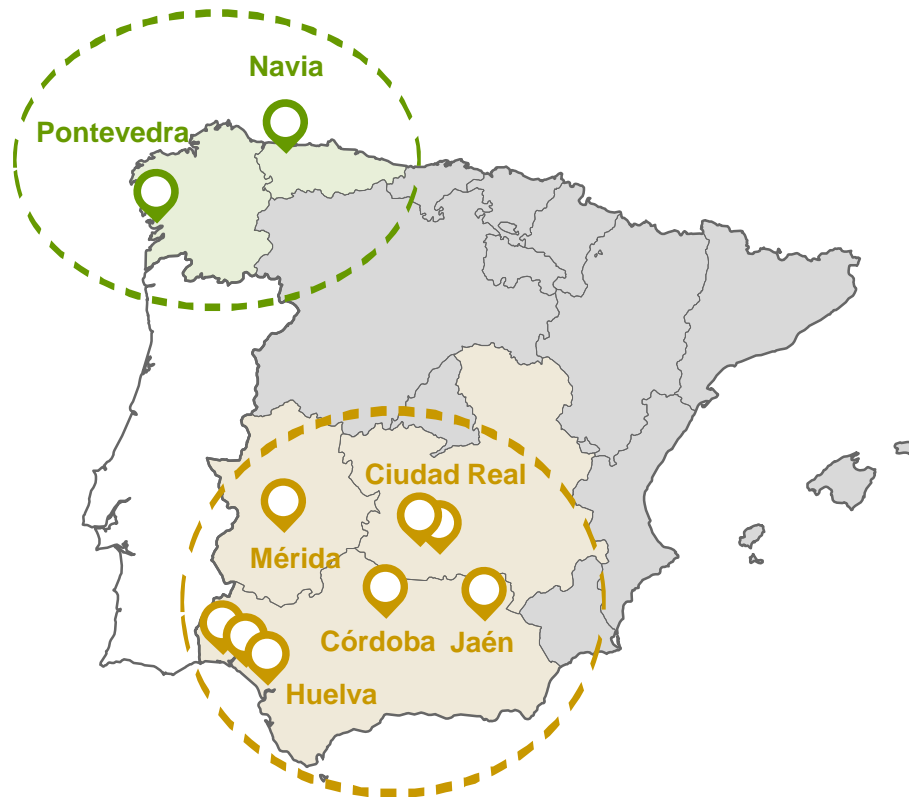 Navia
Pontevedra
Ciudad Real
Mérida
Córdoba
Jaén
Huelva